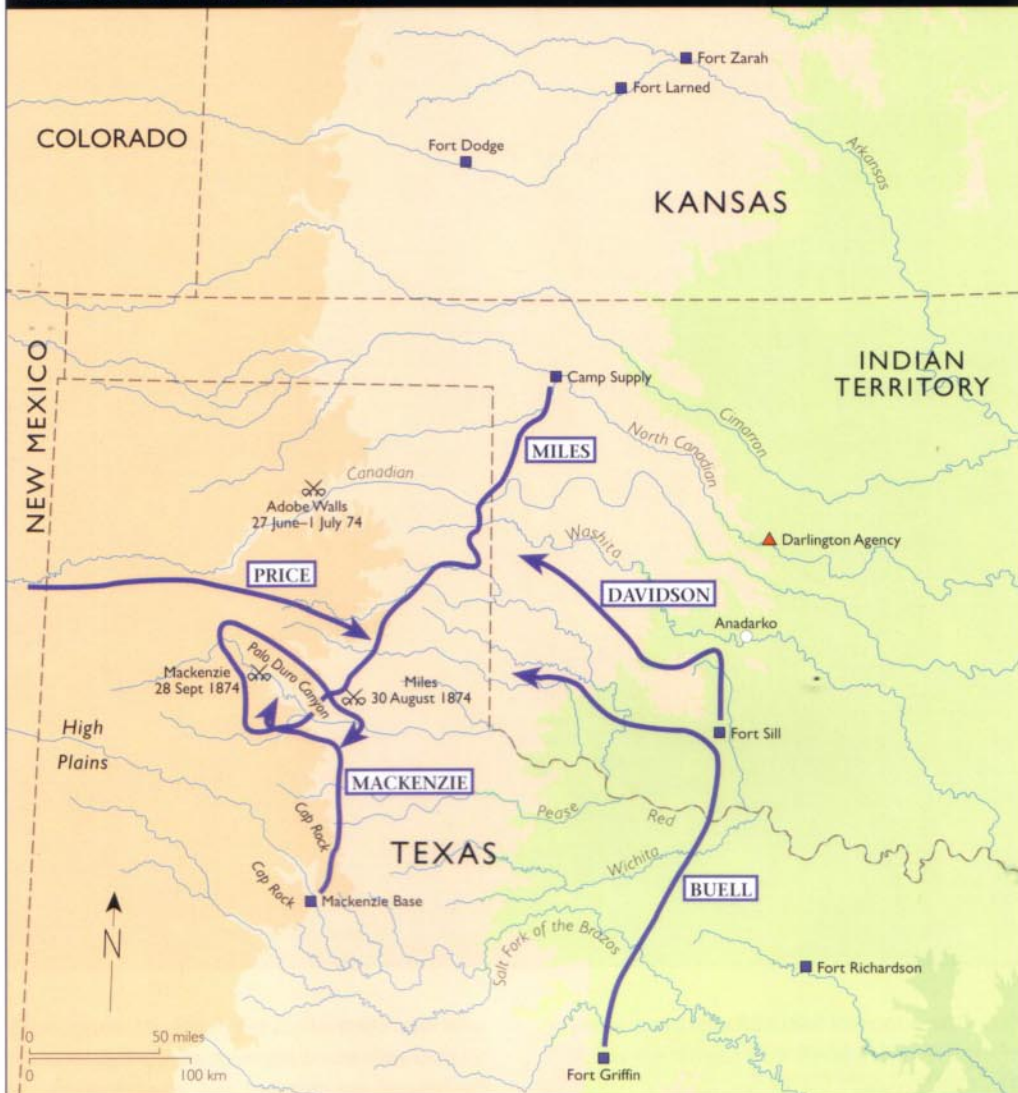 Fort Zarah
Fort Larned
COLORADO
Fort Dodge
Arkansas
KANSAS
NEW MEXICO
INDIAN
TERRITORY
Camp Supply
Cimarron
North Canadian
MILES
Canadian
Adobe Walls
27 June–1 July 74
Washita
Darlington Agency
PRICE
DAVIDSON
Anadarko
Palo Duro Canyon
Mackenzie
28 Sept 1874
Miles
30 August 1874
High
Plains
Fort Sill
MACKENZIE
Cap Rock
Pease
Red
TEXAS
Wichita
Cap Rock
BUELL
Mackenzie Base
N
Salt Fork of the Brazos
Fort Richardson
0
50 miles
0
100 km
Fort Griffin